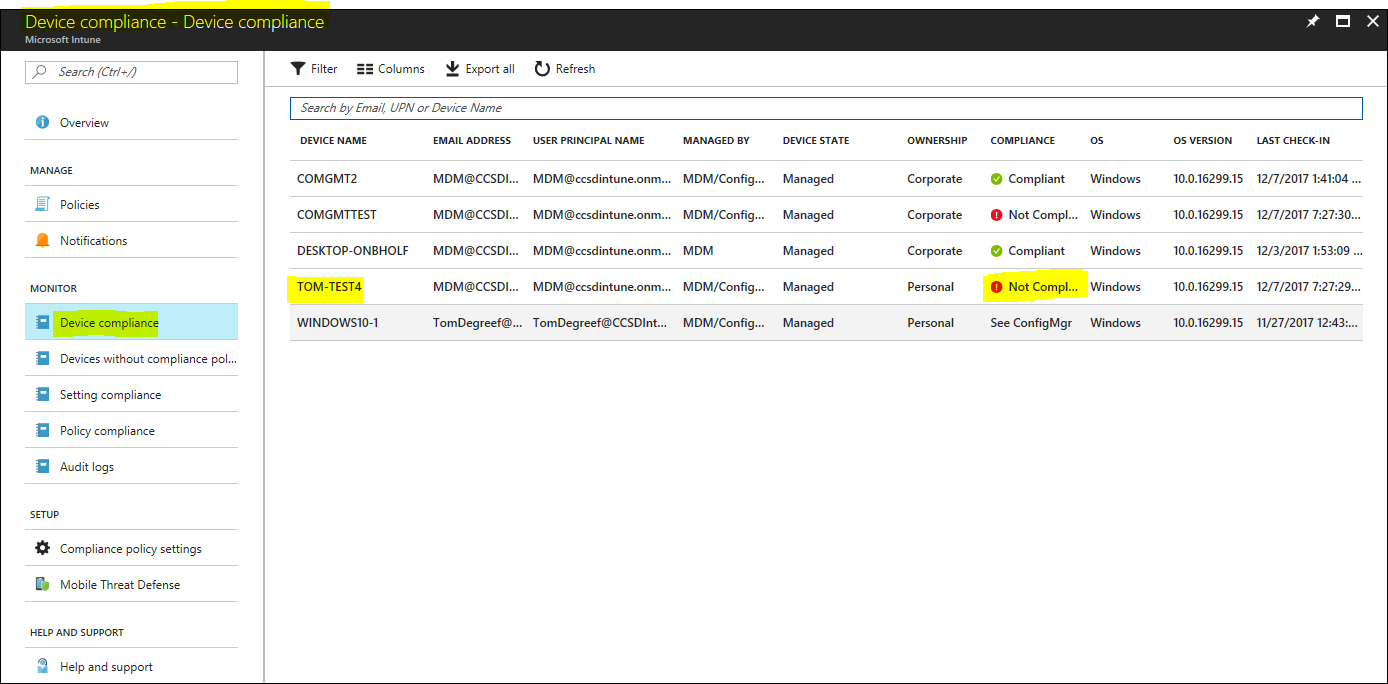 Device compliance - Device compliance
Microsoft Intune
Search (Ctrl+/)
Overview
MANAGE
Policies
Notifications
MONITOR
Device compliance
Devices without compliance pol...
Setting compliance
Policy compliance
Audit logs
SETUP
Compliance policy settings
Mobile Threat Defense
HELP AND SUPPORT
Help and support
Filter Columns Export all Refresh
Search by Email, UPN or Device Name
DEVICE NAME EMAIL ADDRESS USER PRINCIPAL NAME MANAGED BY DEVICE STATE OWNERSHIP COMPLIANCE OS OS VERSION LAST CHECK-IN
COMGMT2 MDM@CCSDI... MDM@ccsdintune.onm... MDM/Config... Managed Corporate Compliant Windows 10.0.16299.15 12/7/2017 1:41:04 ...
COMGMTTEST MDM@CCSDI... MDM@ccsdintune.onm... MDM/Config... Managed Corporate Not Compl... Windows 10.0.16299.15 12/7/2017 7:27:30...
DESKTOP-ONBHOLF MDM@CCSDI... MDM@ccsdintune.onm... MDM Managed Corporate Compliant Windows 10.0.16299.15 12/3/2017 1:53:09 ...
TOM-TEST4 MDM@CCSDI... MDM@ccsdintune.onm... MDM/Config... Managed Personal Not Compl... Windows 10.0.16299.15 12/7/2017 7:27:29...
WINDOWS10-1 TomDegreef@... TomDegreef@CCSDInt... MDM/Config... Managed Personal See ConfigMgr Windows 10.0.16299.15 11/27/2017 12:43:...